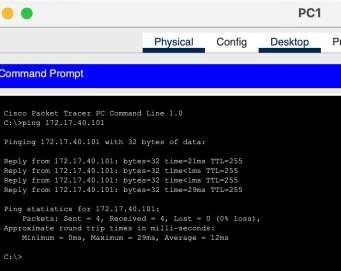 PC1
Physical Config Desktop
Command Prompt
Cisco Packet Tracer PC Command Line 1.0
C:\>ping 172.17.40.101
Pinging 172.17.40.101 with 32 bytes of data:
Reply from 172.17.40.101: bytes=32 time=21ms TTL=255
Reply from 172.17.40.101: bytes=32 time<1ms TTL=255
Reply from 172.17.40.101: bytes=32 time<1ms TTL=255
Reply from 172.17.40.101: bytes=32 time=29ms TTL=255
Ping statistics for 172.17.40.101:
Packets: Sent = 4, Received = 4, Lost = 0 (0% loss),
Approximate round trip times in milli-seconds:
Minimum = 0ms, Maximum = 29ms, Average = 12ms
C:\>